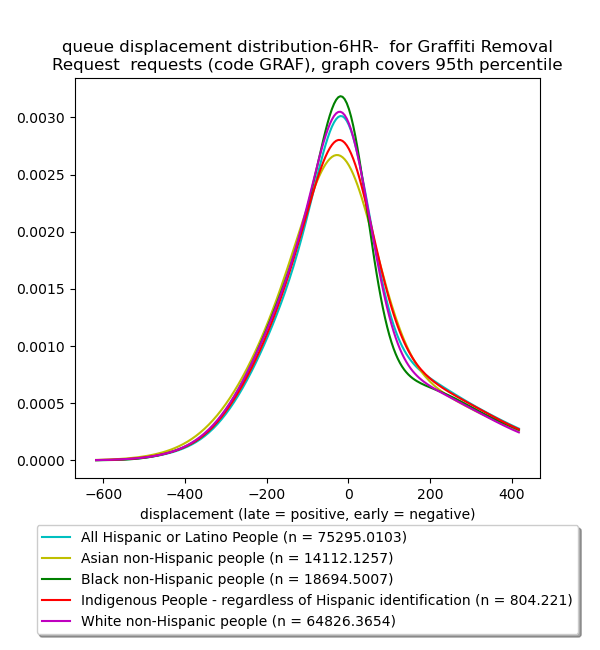 queue displacement distribution-6HR-  for Graffiti Removal
Request  requests (code GRAF), graph covers 95th percentile
0.0030
0.0025
0.0020
0.0015
0.0010
0.0005
0.0000
−600 −400 −200 0 200 400
displacement (late = positive, early = negative)
All Hispanic or Latino People (n = 75295.0103)
Asian non-Hispanic people (n = 14112.1257)
Black non-Hispanic people (n = 18694.5007)
Indigenous People - regardless of Hispanic identification (n = 804.221)
White non-Hispanic people (n = 64826.3654)